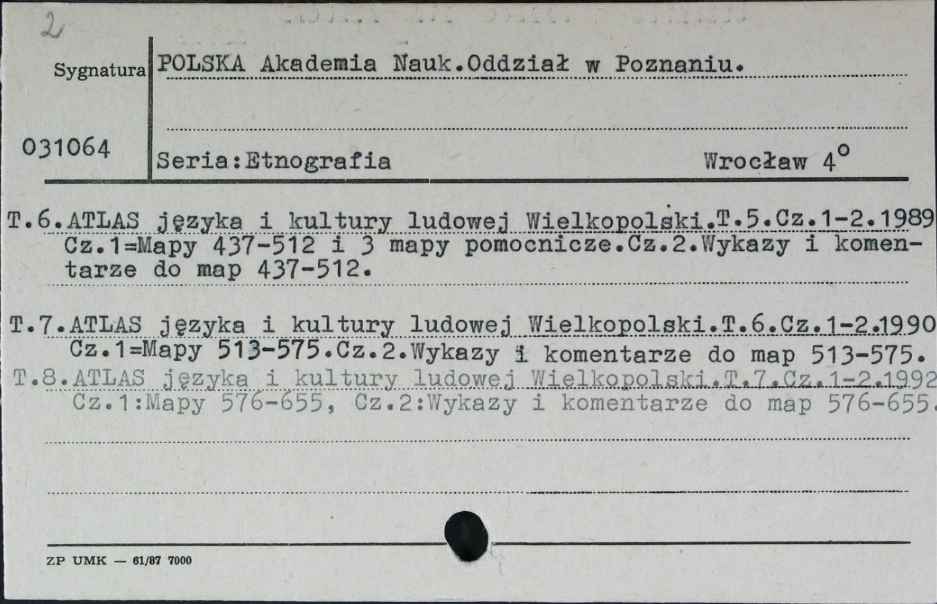 2
Sygnatura
POLSKA Akademia Nauk.Oddział w Poznaniu.
031064
Seria:Etnografia Wrocław 4°
T.6.ATLAS języka i kultury ludowej Wielkopolski.T.5.Cz.1-2.1989
Cz.1=Mapy 437-512 i 3 mapy pomocnicze.Cz.2.Wykazy i komen-
tarze do map 437-512.
T.7.ATLAS języka i kultury ludowej Wielkopolski.T.6.Cz.1-2.1990
Cz.1=Mapy 513-575.Cz.2.Wykazy i komentarze do map 513-575.
T.8.ATLAS języka i kultury ludowej Wielkopolski.T.7.Cz.1-2.1992
Cz.1:Mapy 576-655, Cz.2:Wykazy i komentarze do map 576-655.
ZP UMK — 61/87 7000